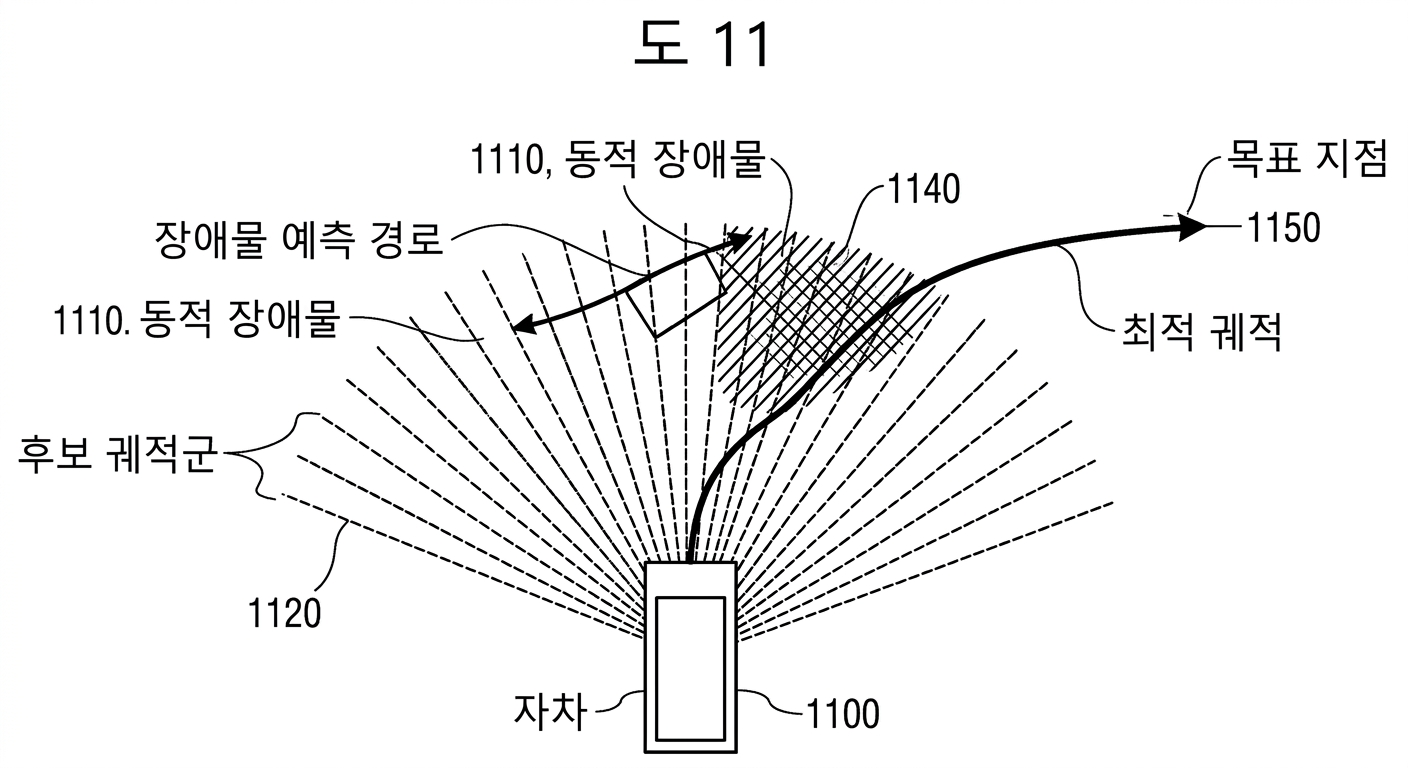 도 11
1110, 동적 장애물
목표 지점
1140
장애물 예측 경로
1150
1110. 동적 장애물
최적 궤적
후보 궤적군
1120
자차
1100